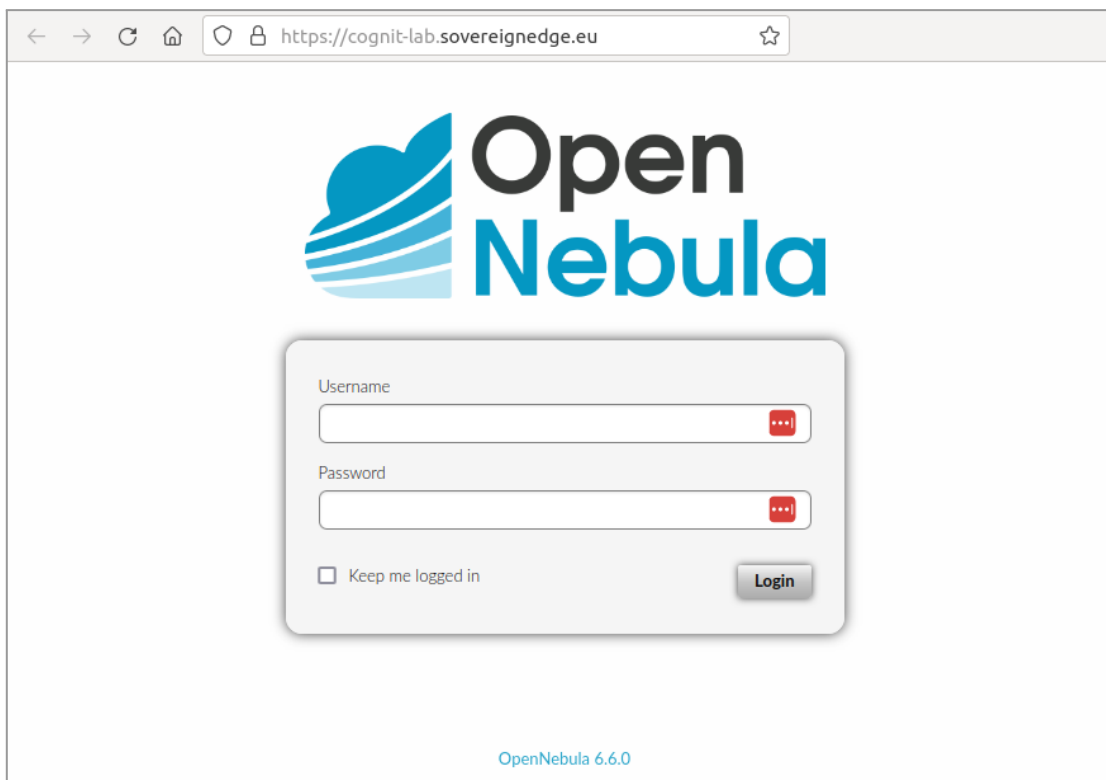 https://cognit-lab.sovereignedge.eu
Open
Nebula
Username
Password
Keep me logged in
Login
OpenNebula 6.6.0